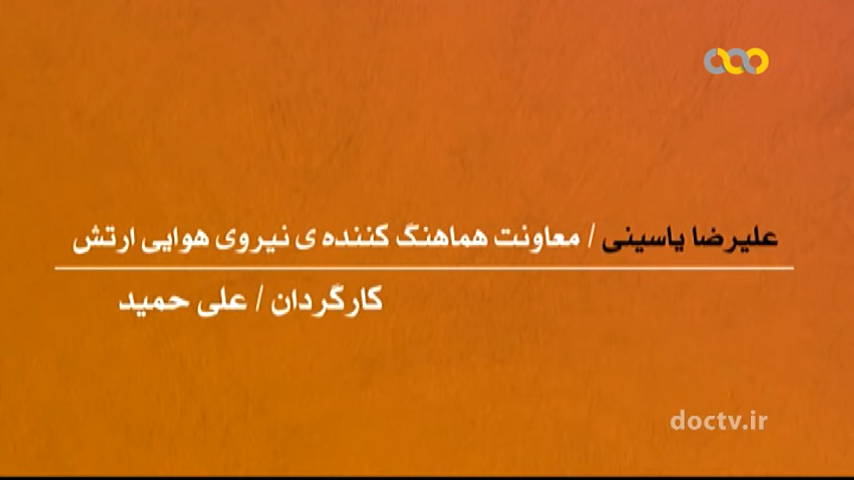 علیرضا یاسینی / معاونت هماهنگ کننده ی نیروی هوایی ارتش
کارگردان / علی حمید
doctv.ir